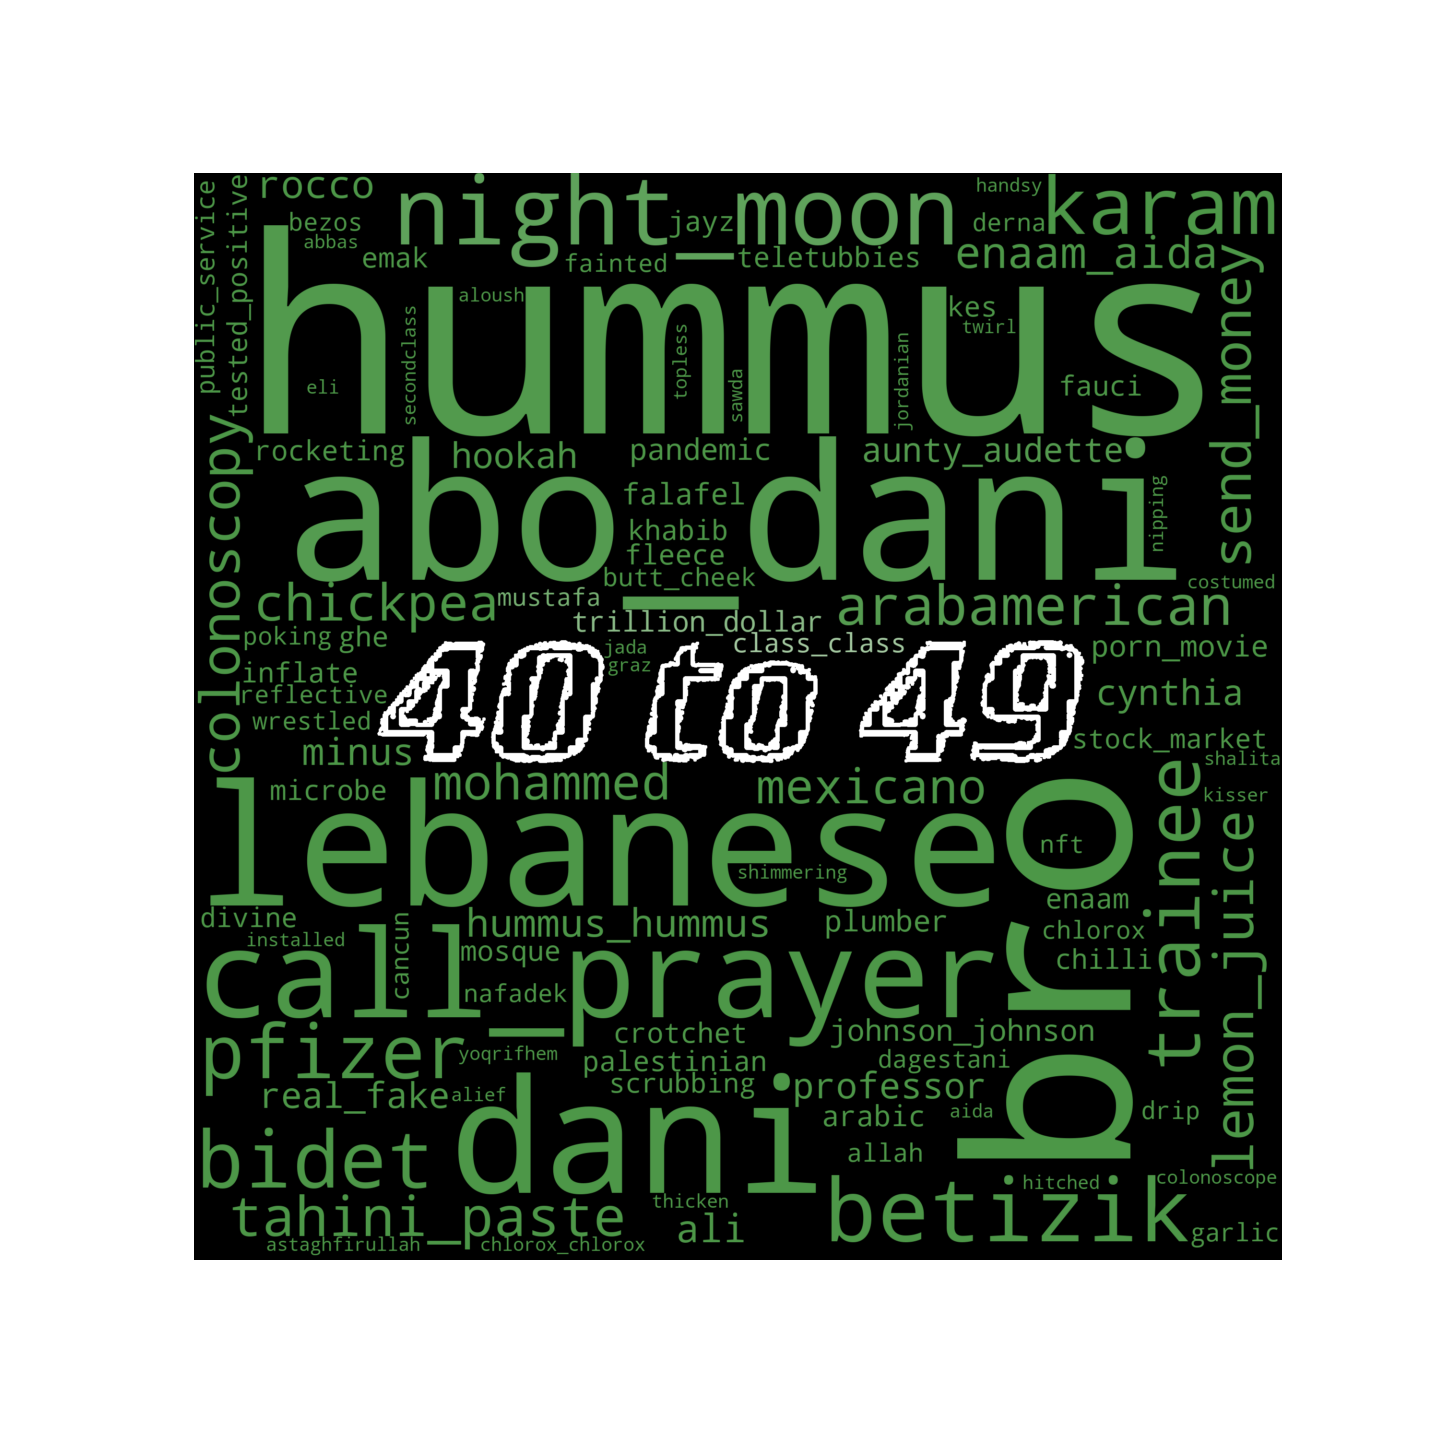 rocco
night_moon
handsy
karam
public_service
tested_positive
bezos
jayz
derna
abbas
emak
fainted
teletubbies
enaam_aida
send_money
hummus
aloush
kes
twirl
secondclass
topless
sawda
jordanian
eli
fauci
colonoscopy
rocketing
hookah
pandemic
aunty_audette
abo_dani
falafel
khabib
fleece
nipping
butt_cheek
costumed
chickpea
mustafa
arabamerican
trillion_dollar
poking
ghe
class_class
jada
graz
porn_movie
inflate
reflective
cynthia
40 to 49
wrestled
minus
stock_market
shalita
mohammed
mexicano
microbe
kisser
lebanese
bro
trainee
lemon_juice
nft
shimmering
enaam
divine
hummus_hummus
plumber
installed
cancun
chlorox
call_prayer
mosque
chilli
nafadek
pfizer
crotchet
johnson_johnson
yoqrifhem
palestinian
dagestani
real_fake
alief
scrubbing
professor
dani
arabic
aida
drip
bidet
allah
hitched
colonoscope
tahini_paste
thicken
ali
betizik
garlic
astaghfirullah
chlorox_chlorox